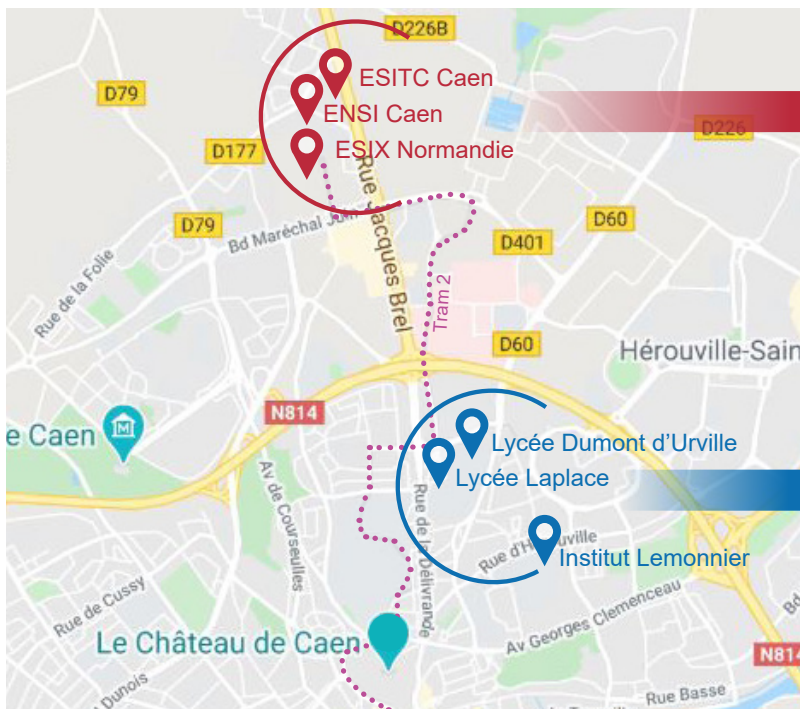 D226B
ESITC Caen
D79
ENSI Caen
D226
D177
ESIX Normandie
D79
Bd Maréchal
D60
D401
Rue de la Folie
Rue Jacques Brel
Tram 2
D60
Hérouville-Sain
N814
e Caen
M
Lycée Dumont d'Urville
Lycée Laplace
Av de Courseulles
Rue de la Délivrande
Rue d'H
uville
Institut Lemonnier
Rue de Cussy
Av Georges Clemenceau
Bd
Le Château de Caen
N814
Dunois
Rue Basse